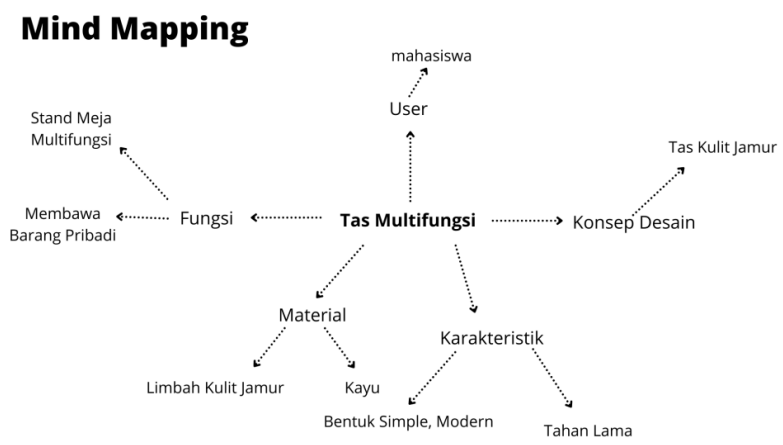 Mind Mapping
mahasiswa
User
Stand Meja
Multifungsi
Tas Kulit Jamur
Membawa
Barang Pribadi
Fungsi
Tas Multifungsi
Konsep Desain
Material
Karakteristik
Limbah Kulit Jamur
Kayu
Bentuk Simple, Modern
Tahan Lama